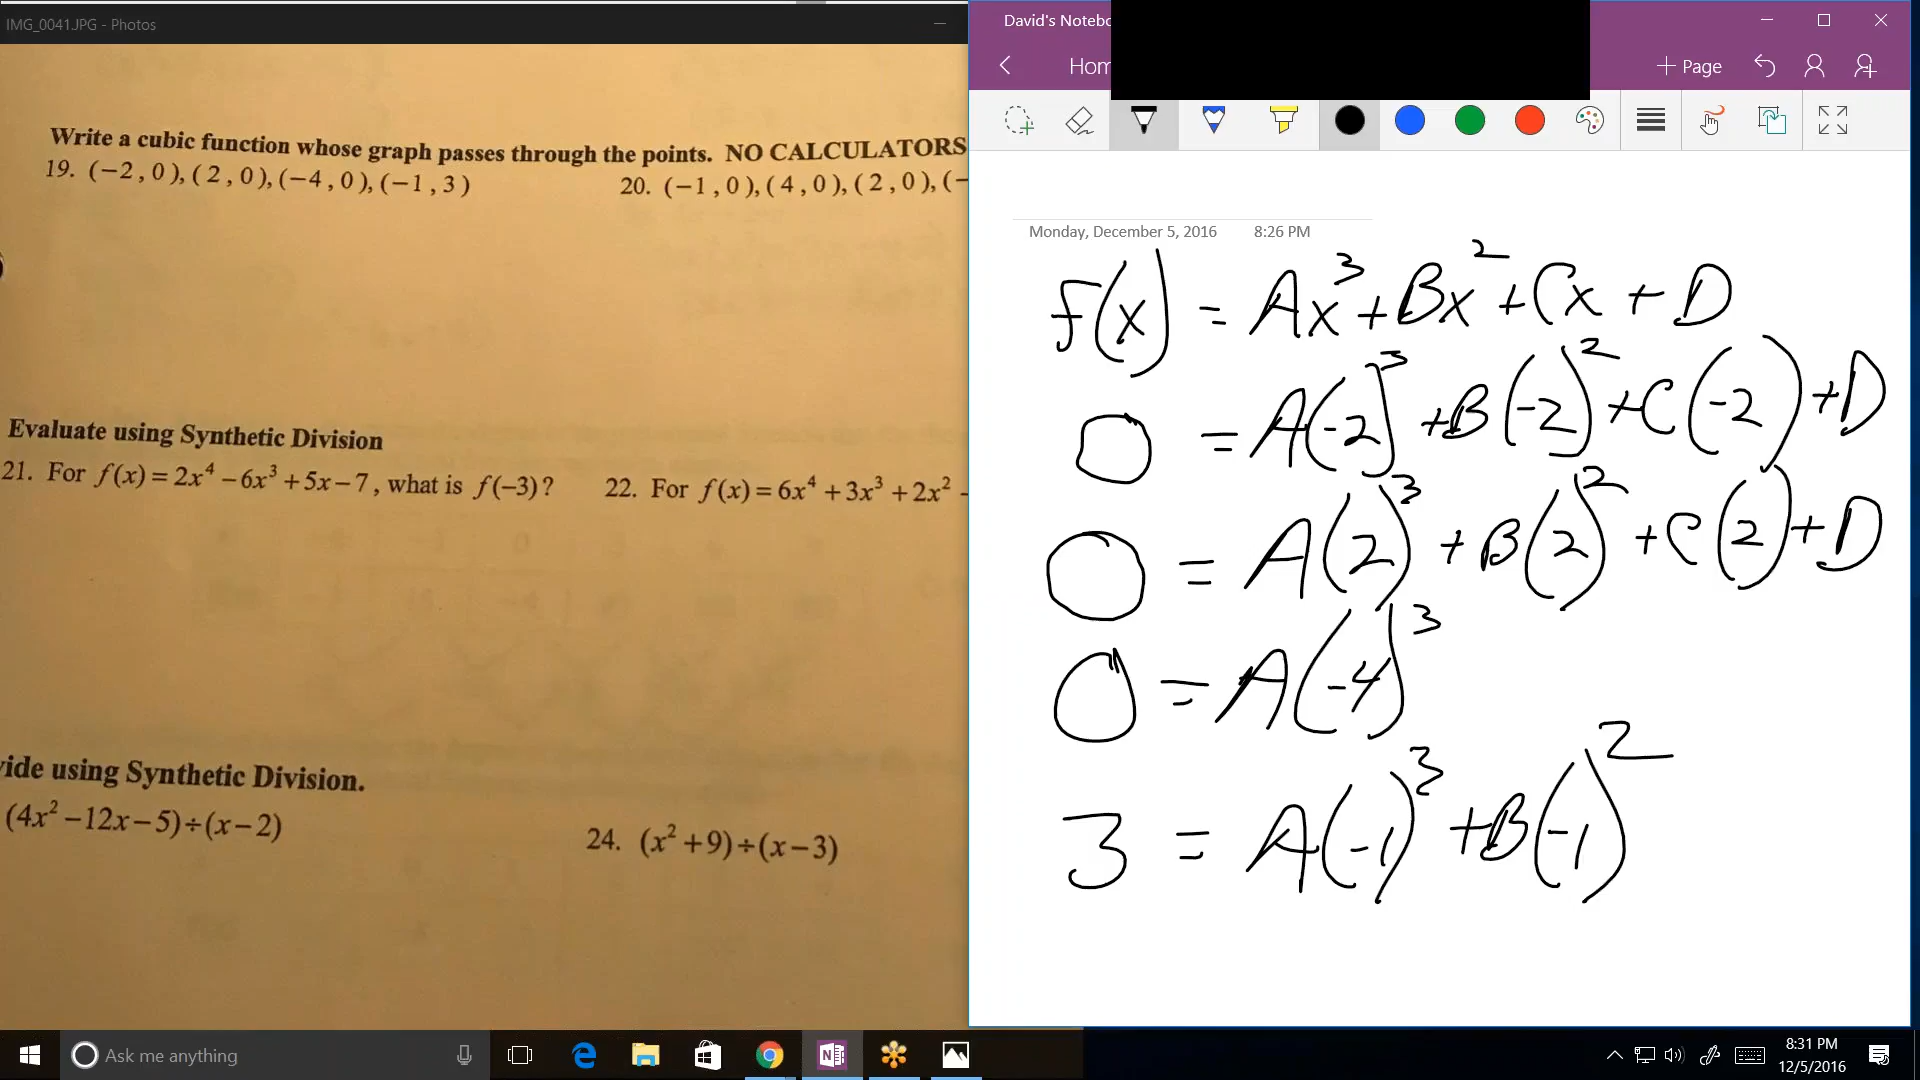 IMG_0041.JPG - Photos
Write a cubic function whose graph passes through the points. NO CALCULATORS
19. (−2, 0), (2, 0), (−4, 0), (−1, 3)
20. (−1, 0), (4, 0), (2, 0), (−
Evaluate using Synthetic Division
21. For f(x) = 2x⁴ − 6x³ + 5x − 7, what is f(−3)?
22. For f(x) = 6x⁴ + 3x³ + 2x² -
vide using Synthetic Division.
(4x² − 12x − 5) ÷ (x − 2)
24. (x² + 9) ÷ (x − 3)
David's Notebo
Hom
Page
Monday, December 5, 2016 8:26 PM
f(x) = Ax³ + Bx² + Cx + D
0 = A(-2)³ + B(-2)² + C(-2) + D
0 = A(2)³ + B(2)² + C(2) + D
0 = A(-4)³
3 = A(-1)³ + B(-1)²
Ask me anything
8:31 PM
12/5/2016